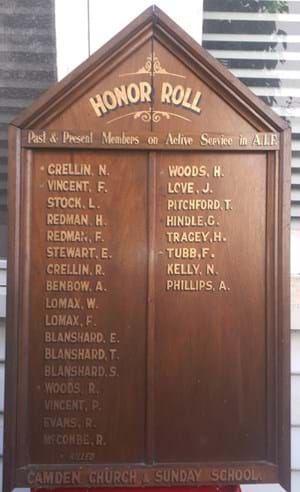 HONOR ROLL
Past & Present Members on Active Service in A.I.F.
CRELLIN, N.
VINCENT, F.
STOCK, L.
REDMAN, H.
REDMAN, F.
STEWART, E.
CRELLIN, R.
BENBOW, A.
LOMAX, W.
LOMAX, F.
BLANSHARD, E.
BLANSHARD, T.
BLANSHARD, S.
WOODS, R.
VINCENT, P.
EVANS, R.
McCOMBE, R.
* KILLED
WOODS, H.
LOVE, J.
PITCHFORD, T.
HINDLE, G.
TRACEY, H.
TUBB, F.
KELLY, N.
PHILLIPS, A.
CAMDEN CHURCH & SUNDAY SCHOOL.